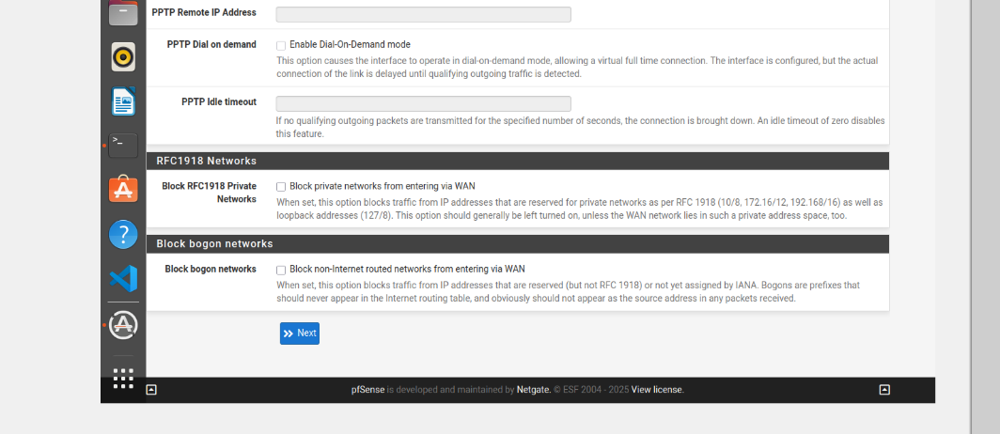 PPTP Remote IP Address
PPTP Dial on demand
Enable Dial-On-Demand mode
This option causes the interface to operate in dial-on-demand mode, allowing a virtual full time connection. The interface is configured, but the actual
connection of the link is delayed until qualifying outgoing traffic is detected.
PPTP Idle timeout
If no qualifying outgoing packets are transmitted for the specified number of seconds, the connection is brought down. An idle timeout of zero disables
this feature.
RFC1918 Networks
Block RFC1918 Private
Networks
Block private networks from entering via WAN
When set, this option blocks traffic from IP addresses that are reserved for private networks as per RFC 1918 (10/8, 172.16/12, 192.168/16) as well as
loopback addresses (127/8). This option should generally be left turned on, unless the WAN network lies in such a private address space, too.
Block bogon networks
Block bogon networks
Block non-Internet routed networks from entering via WAN
When set, this option blocks traffic from IP addresses that are reserved (but not RFC 1918) or not yet assigned by IANA. Bogons are prefixes that
should never appear in the Internet routing table, and obviously should not appear as the source address in any packets received.
Next
pfSense is developed and maintained by Netgate. © ESF 2004 - 2025 View license.